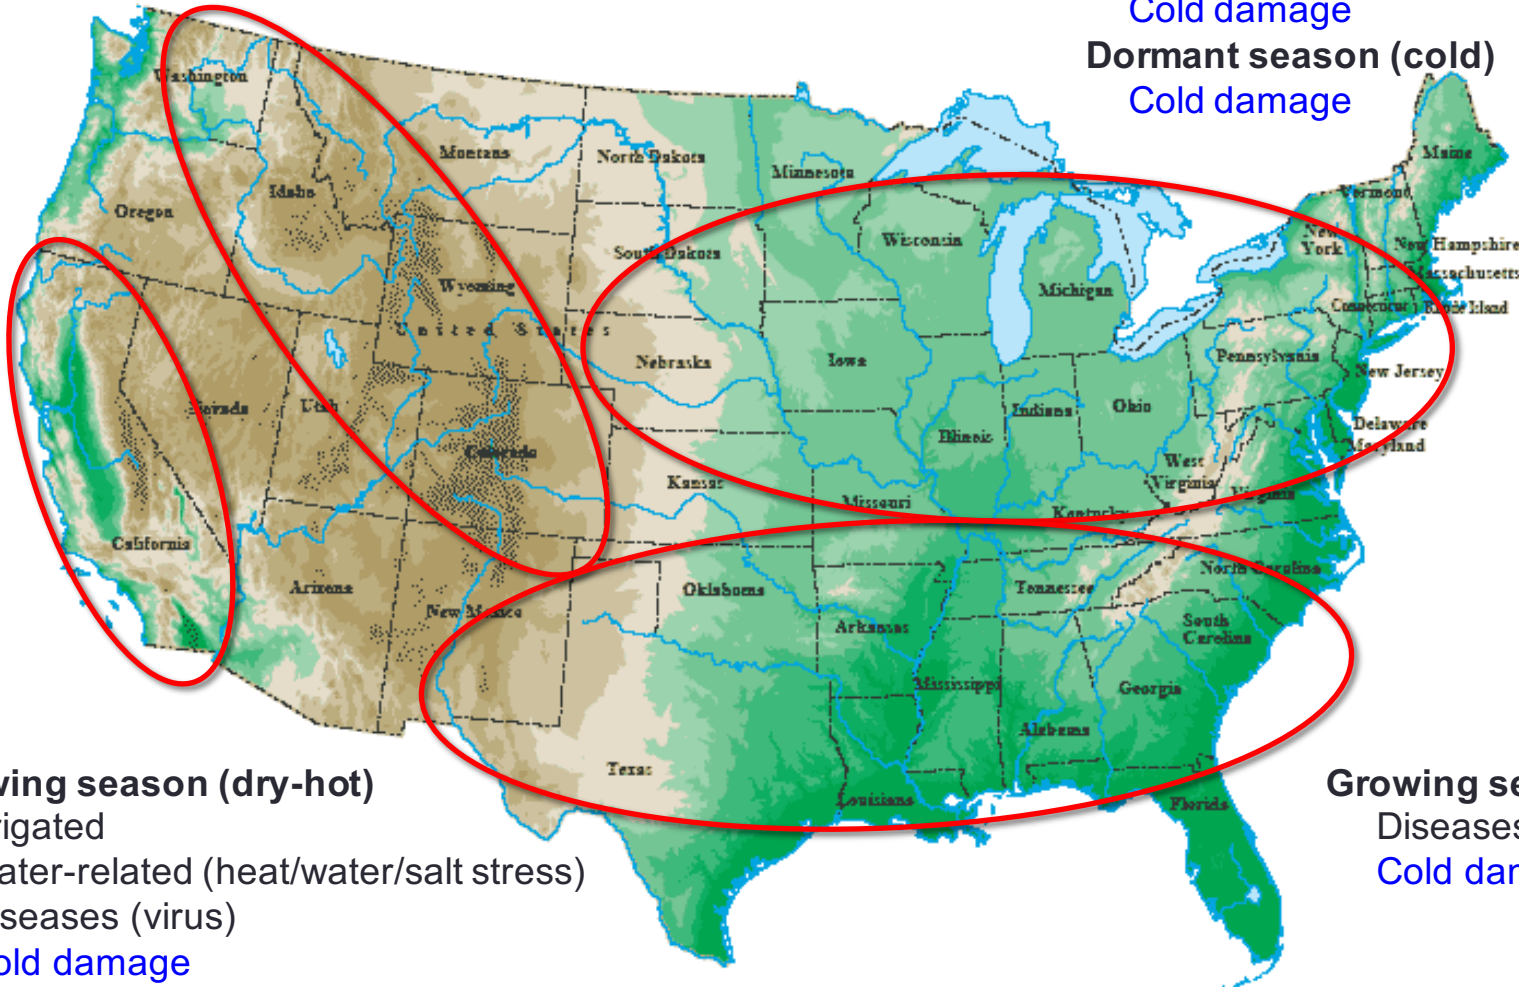 Cold damage
Dormant season (cold)
Cold damage
Washington
Montana
North Dakota
Minnesota
Maine
Vermont
Idaho
Oregon
Wisconsin
New York
New Hampshire
South Dakota
Massachusetts
Wyoming
Michigan
Connecticut
Rhode Island
United States
Nebraska
Iowa
Pennsylvania
New Jersey
Nevada
Utah
Indiana
Ohio
Illinois
Delaware
Maryland
Colorado
Kansas
West Virginia
Virginia
Missouri
Kentucky
California
Arizona
New Mexico
Oklahoma
Tennessee
North Carolina
Arkansas
South Carolina
Mississippi
Georgia
Alabama
Texas
Louisiana
Florida
wing season (dry-hot)
rigated
ater-related (heat/water/salt stress)
seases (virus)
old damage
Growing se
Diseases
Cold dar